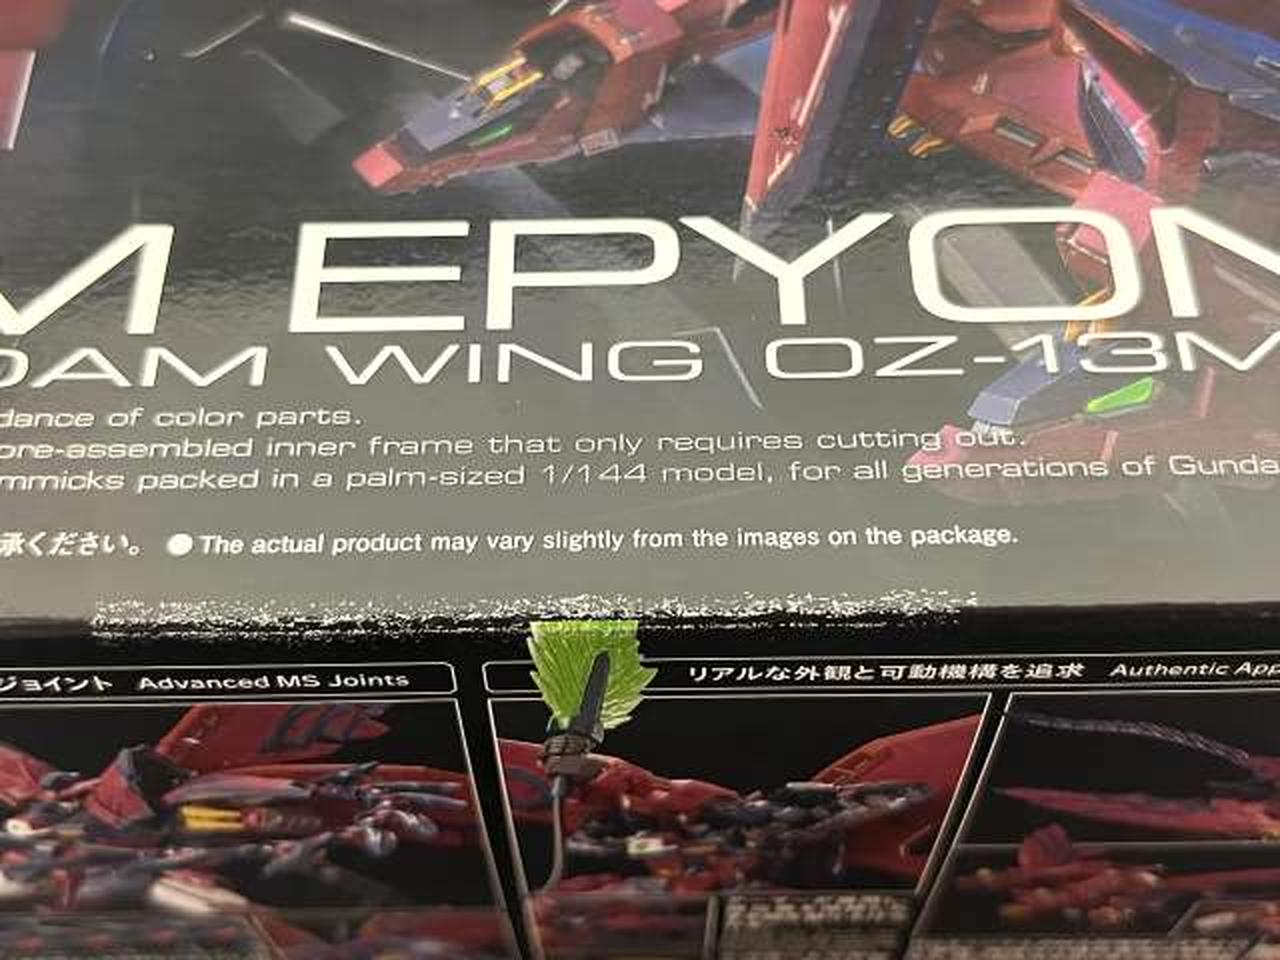 M EPYON
DAM WING OZ-13M
dance of color parts.
pre-assembled inner frame that only requires cutting out.
mmicks packed in a palm-sized 1/144 model, for all generations of Gunda
承ください。 ●The actual product may vary slightly from the images on the package.
ジョイント Advanced MS Joints
リアルな外観と可動機構を追求 Authentic App